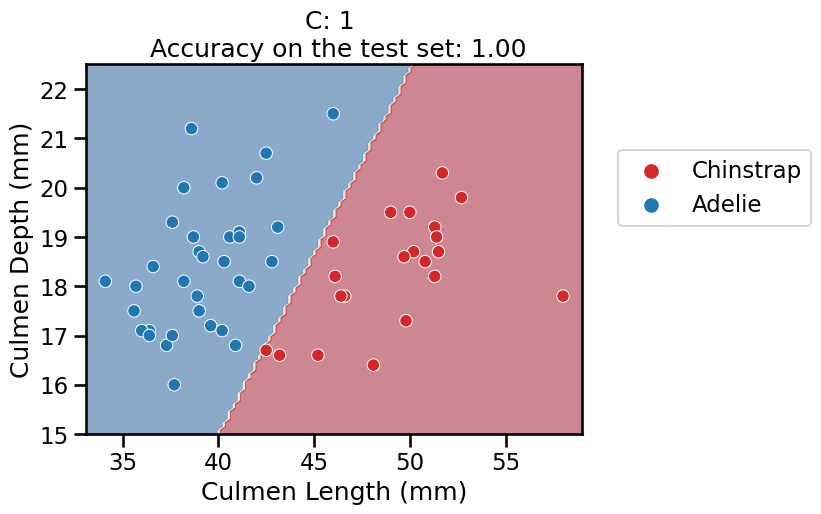 C: 1
Accuracy on the test set: 1.00
22
21
20
19
18
17
16
15
Culmen Depth (mm)
35 40 45 50 55
Culmen Length (mm)
Chinstrap
Adelie